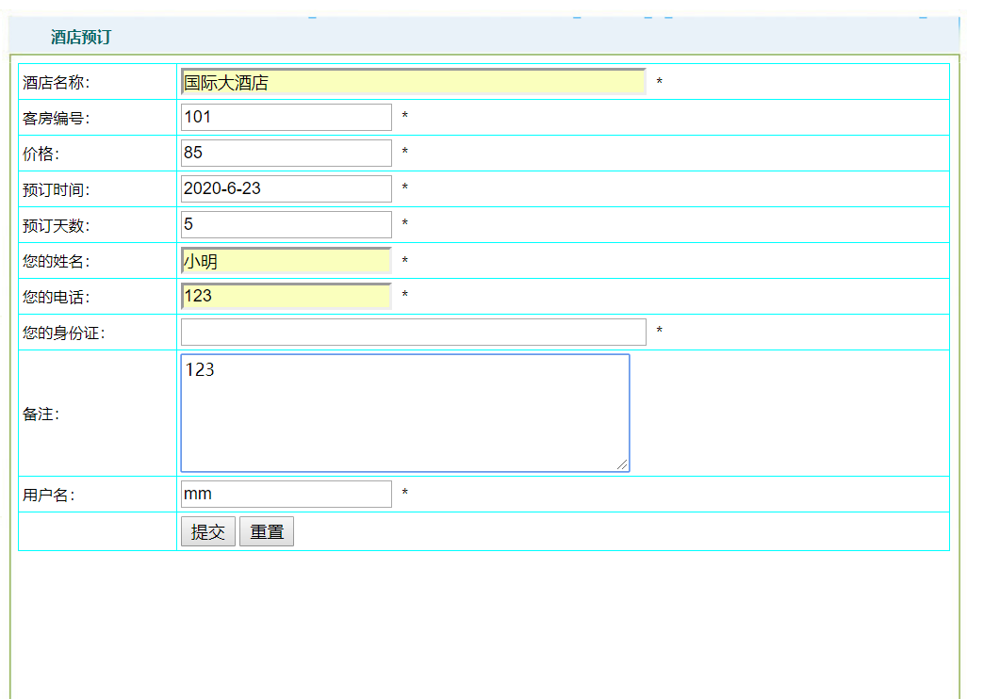 酒店预订
酒店名称： 国际大酒店 *
客房编号： 101 *
价格： 85 *
预订时间： 2020-6-23 *
预订天数： 5 *
您的姓名： 小明 *
您的电话： 123 *
您的身份证： *
备注： 123
用户名： mm *
提交 重置